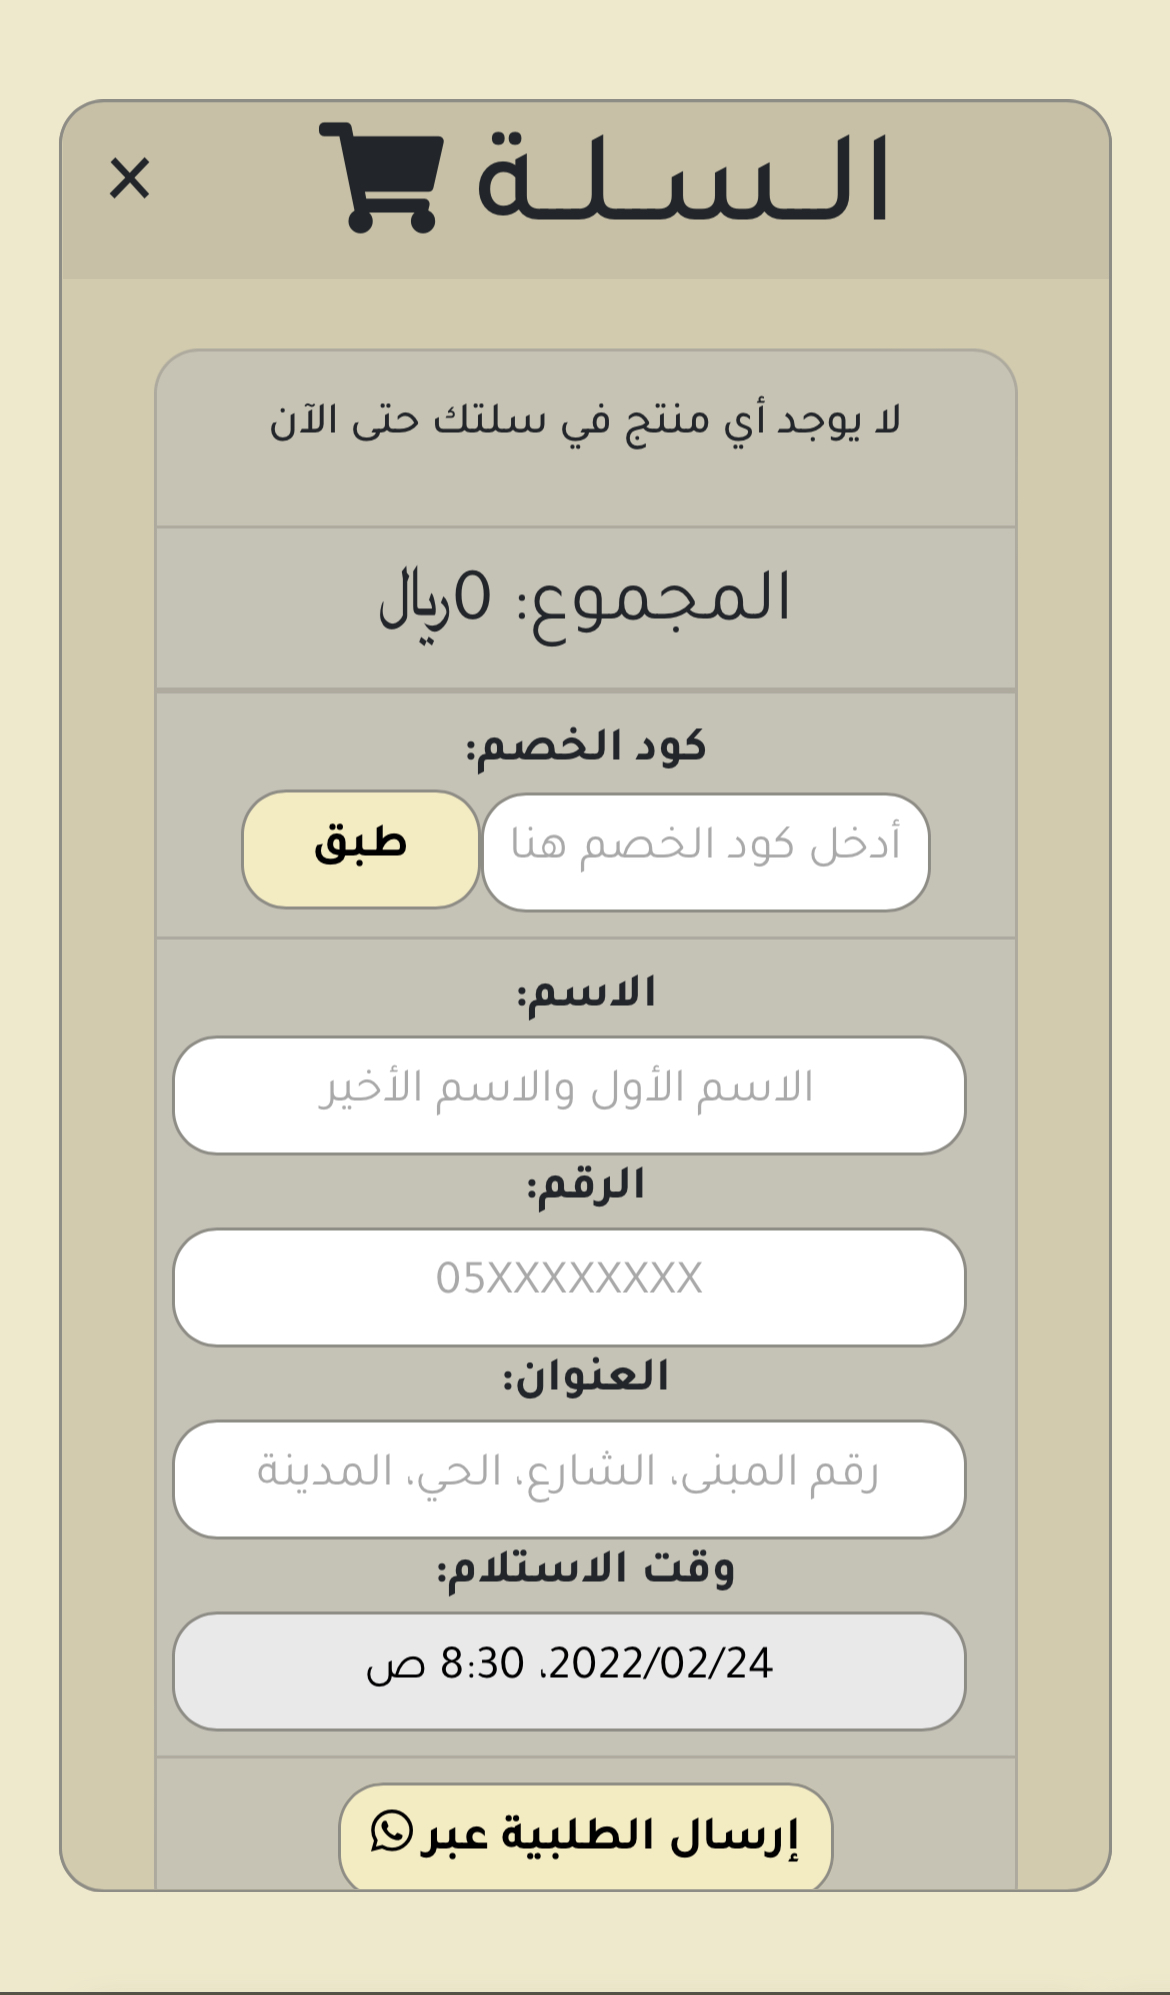 السلة
×
لا يوجد أي منتج في سلتك حتى الآن
المجموع: 0﷼
كود الخصم:
أدخل كود الخصم هنا
طبق
الاسم:
الاسم الأول والاسم الأخير
الرقم:
05XXXXXXXX
العنوان:
رقم المبنى، الشارع، الحي، المدينة
وقت الاستلام:
2022/02/24، 8:30 ص
إرسال الطلبية عبر